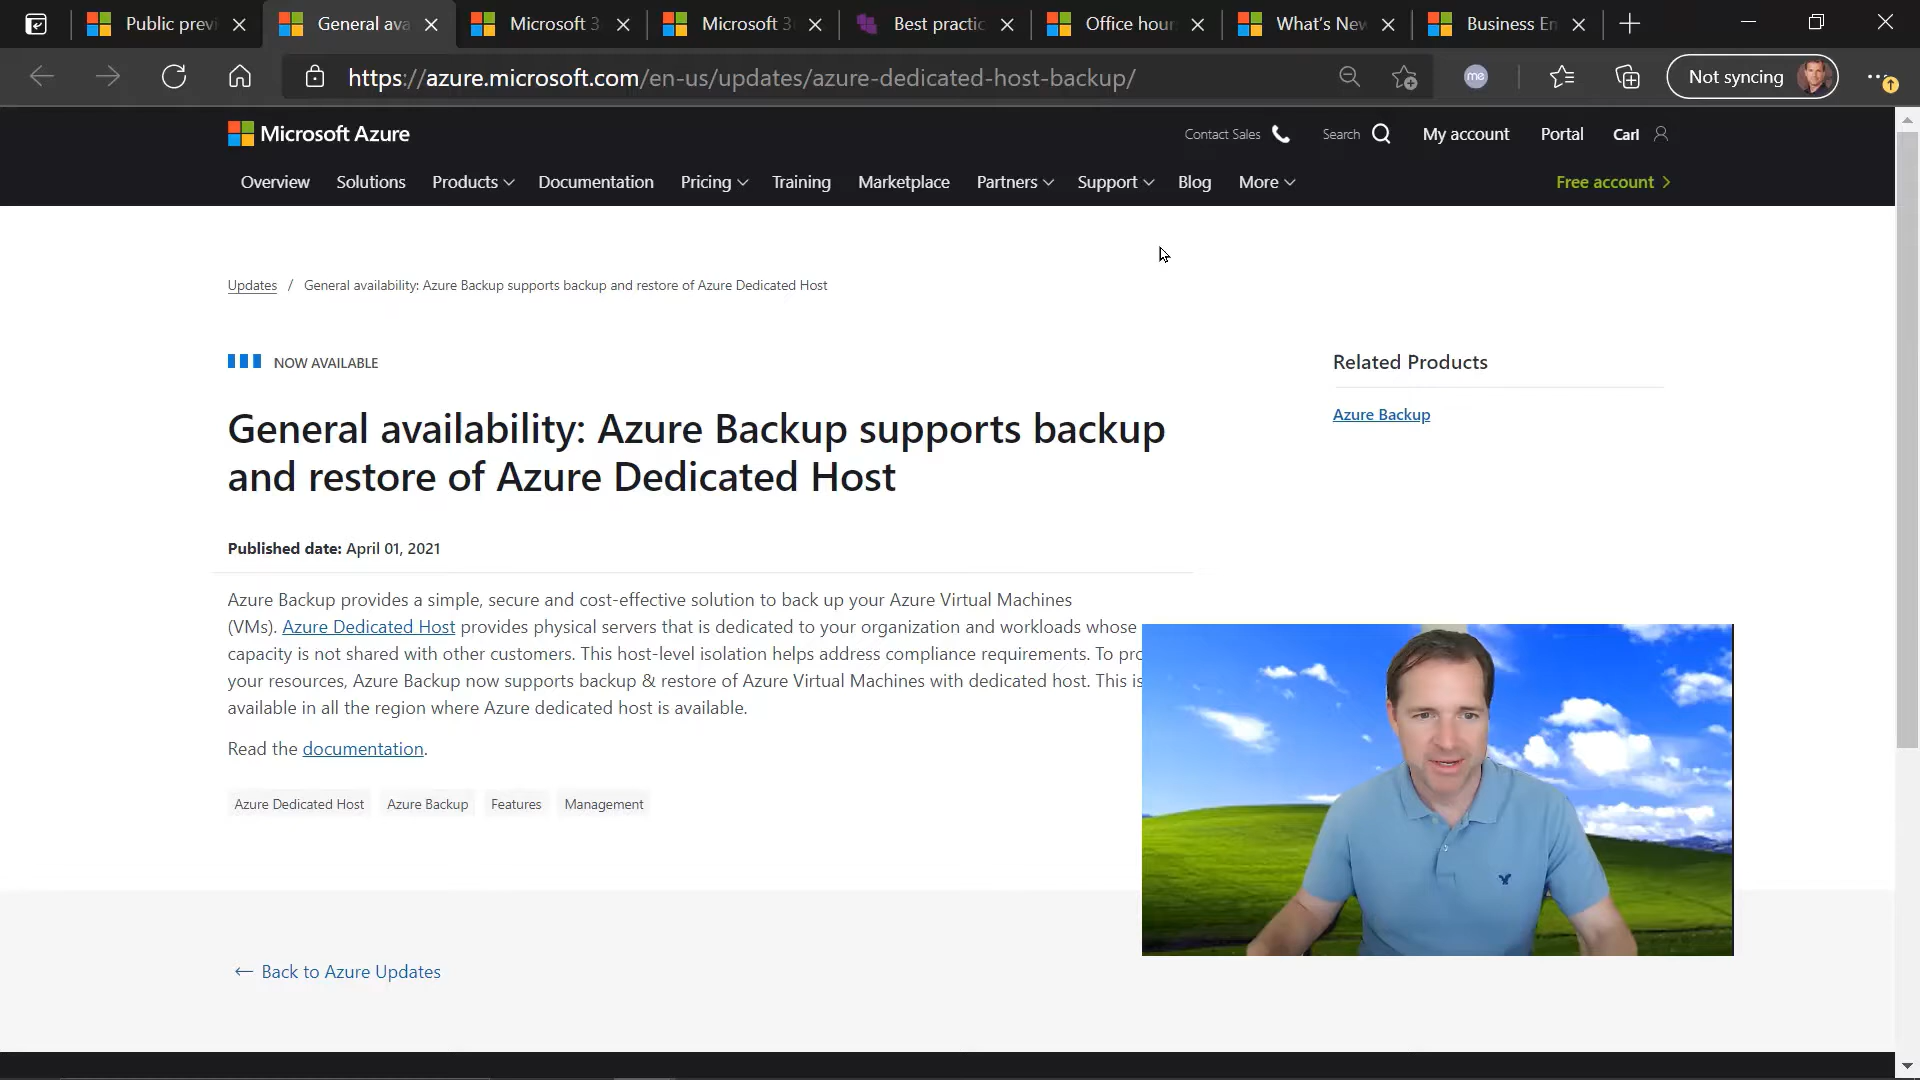 Public previ
General ava
Microsoft 3
Microsoft 3
Best practic
Office hour
What's New
Business En
https://azure.microsoft.com/en-us/updates/azure-dedicated-host-backup/
me
Not syncing
Microsoft Azure
Contact Sales
Search
My account
Portal
Carl
Overview
Solutions
Products
Documentation
Pricing
Training
Marketplace
Partners
Support
Blog
More
Free account
Updates / General availability: Azure Backup supports backup and restore of Azure Dedicated Host
NOW AVAILABLE
General availability: Azure Backup supports backup
and restore of Azure Dedicated Host
Published date: April 01, 2021
Azure Backup provides a simple, secure and cost-effective solution to back up your Azure Virtual Machines
(VMs). Azure Dedicated Host provides physical servers that is dedicated to your organization and workloads whose
capacity is not shared with other customers. This host-level isolation helps address compliance requirements. To pro
your resources, Azure Backup now supports backup & restore of Azure Virtual Machines with dedicated host. This is
available in all the region where Azure dedicated host is available.
Read the documentation.
Azure Dedicated Host
Azure Backup
Features
Management
Related Products
Azure Backup
← Back to Azure Updates